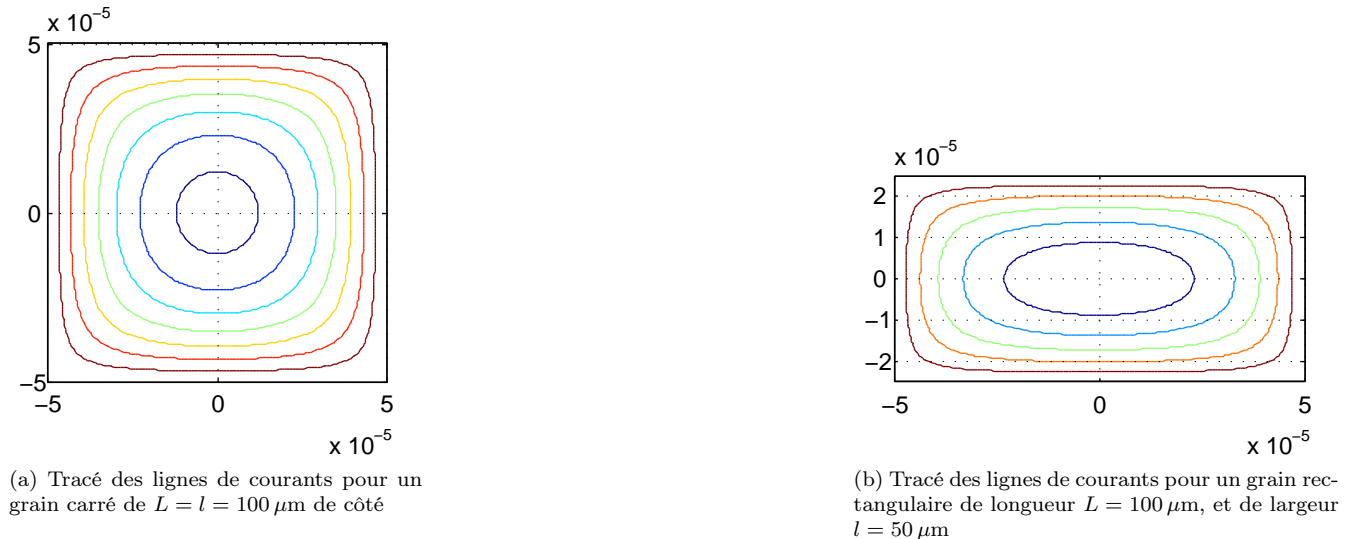 x 10⁻⁵
5
0
−5
−5 0 5
x 10⁻⁵
(a) Tracé des lignes de courants pour un
grain carré de L = l = 100 μm de côté
x 10⁻⁵
2
1
0
−1
−2
−5 0 5
x 10⁻⁵
(b) Tracé des lignes de courants pour un grain rec-
tangulaire de longueur L = 100 μm, et de largeur
l = 50 μm